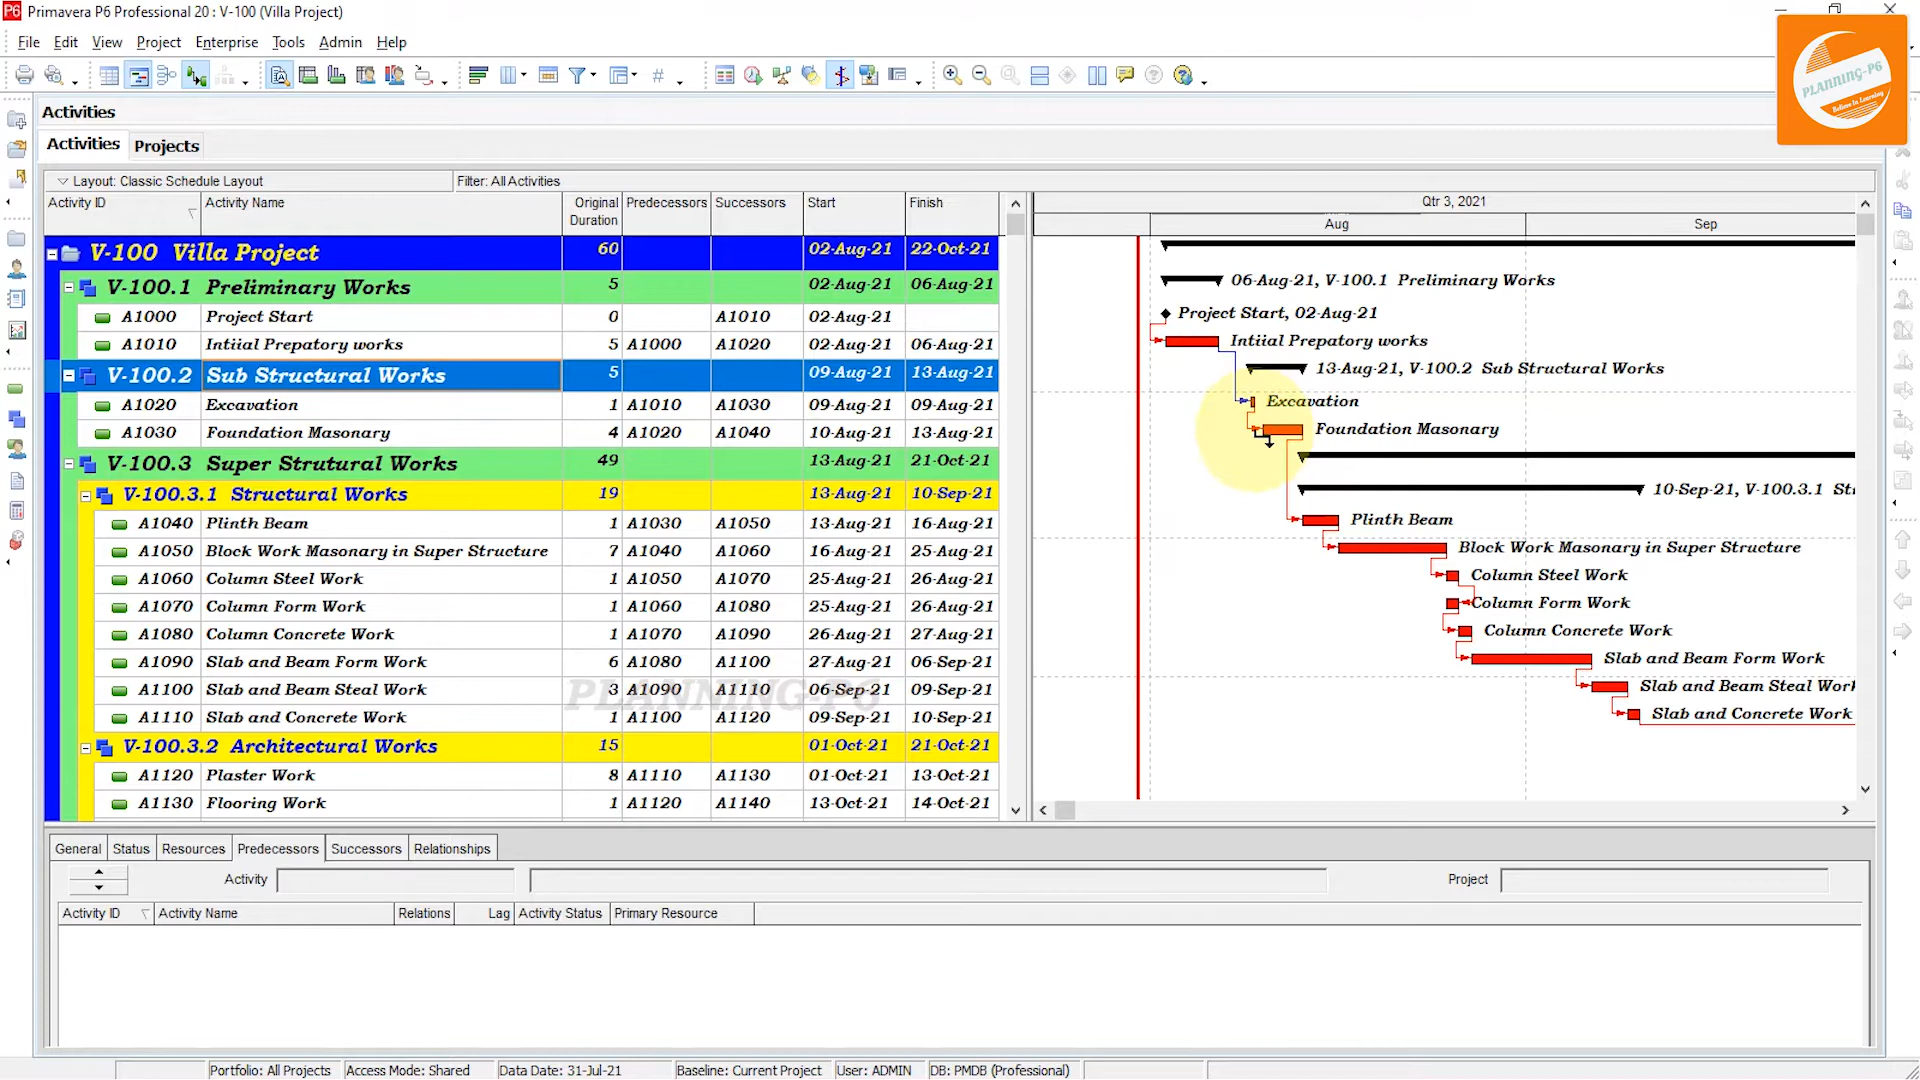 P6 Primavera P6 Professional 20 : V-100 (Villa Project)
File Edit View Project Enterprise Tools Admin Help
PLANNING-P6
Believe In Learning
Activities
Activities Projects
Layout: Classic Schedule Layout Filter: All Activities
Activity ID Activity Name Original Duration Predecessors Successors Start Finish
Qtr 3, 2021
Aug Sep
V-100 Villa Project 60 02-Aug-21 22-Oct-21
V-100.1 Preliminary Works 5 02-Aug-21 06-Aug-21
06-Aug-21, V-100.1 Preliminary Works
A1000 Project Start 0 A1010 02-Aug-21
Project Start, 02-Aug-21
A1010 Intiial Prepatory works 5 A1000 A1020 02-Aug-21 06-Aug-21
Intiial Prepatory works
V-100.2 Sub Structural Works 5 09-Aug-21 13-Aug-21
13-Aug-21, V-100.2 Sub Structural Works
A1020 Excavation 1 A1010 A1030 09-Aug-21 09-Aug-21
Excavation
A1030 Foundation Masonary 4 A1020 A1040 10-Aug-21 13-Aug-21
Foundation Masonary
V-100.3 Super Strutural Works 49 13-Aug-21 21-Oct-21
V-100.3.1 Structural Works 19 13-Aug-21 10-Sep-21
10-Sep-21, V-100.3.1 Str
A1040 Plinth Beam 1 A1030 A1050 13-Aug-21 16-Aug-21
Plinth Beam
A1050 Block Work Masonary in Super Structure 7 A1040 A1060 16-Aug-21 25-Aug-21
Block Work Masonary in Super Structure
A1060 Column Steel Work 1 A1050 A1070 25-Aug-21 26-Aug-21
Column Steel Work
A1070 Column Form Work 1 A1060 A1080 25-Aug-21 26-Aug-21
Column Form Work
A1080 Column Concrete Work 1 A1070 A1090 26-Aug-21 27-Aug-21
Column Concrete Work
A1090 Slab and Beam Form Work 6 A1080 A1100 27-Aug-21 06-Sep-21
Slab and Beam Form Work
A1100 Slab and Beam Steal Work 3 A1090 A1110 06-Sep-21 09-Sep-21
Slab and Beam Steal Work
PLANNING-P6
A1110 Slab and Concrete Work 1 A1100 A1120 09-Sep-21 10-Sep-21
Slab and Concrete Work
V-100.3.2 Architectural Works 15 01-Oct-21 21-Oct-21
A1120 Plaster Work 8 A1110 A1130 01-Oct-21 13-Oct-21
A1130 Flooring Work 1 A1120 A1140 13-Oct-21 14-Oct-21
General Status Resources Predecessors Successors Relationships
Activity Project
Activity ID Activity Name Relations Lag Activity Status Primary Resource
Portfolio: All Projects Access Mode: Shared Data Date: 31-Jul-21 Baseline: Current Project User: ADMIN DB: PMDB (Professional)